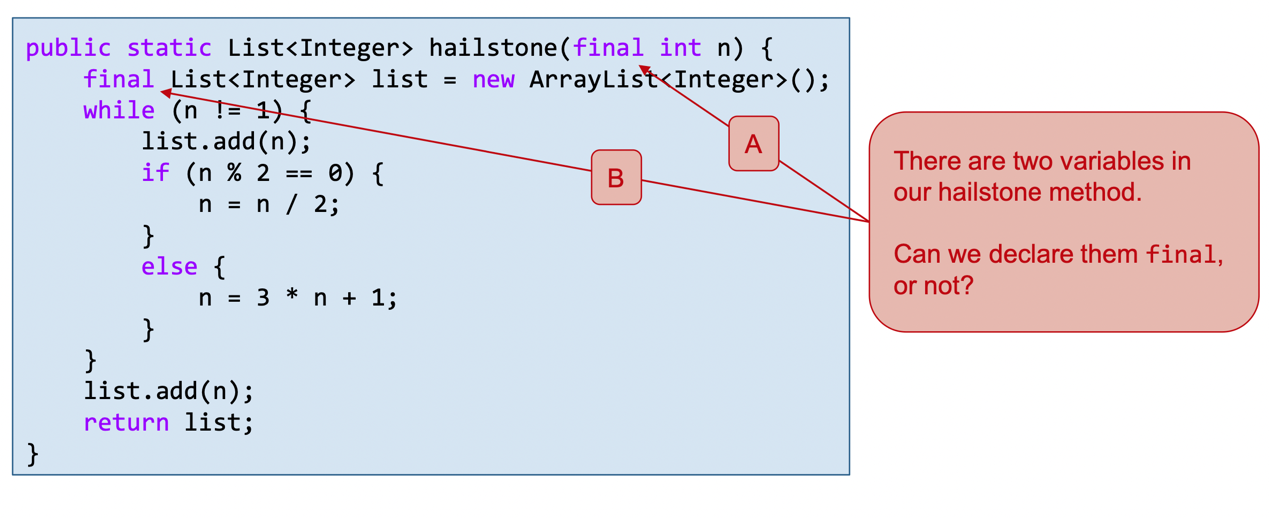 public static List<Integer> hailstone(final int n) {
    final List<Integer> list = new ArrayList<Integer>();
    while (n != 1) {
        list.add(n);
        if (n % 2 == 0) {
            n = n / 2;
        }
        else {
            n = 3 * n + 1;
        }
    }
    list.add(n);
    return list;
}
A
B
There are two variables in
our hailstone method.
Can we declare them final,
or not?